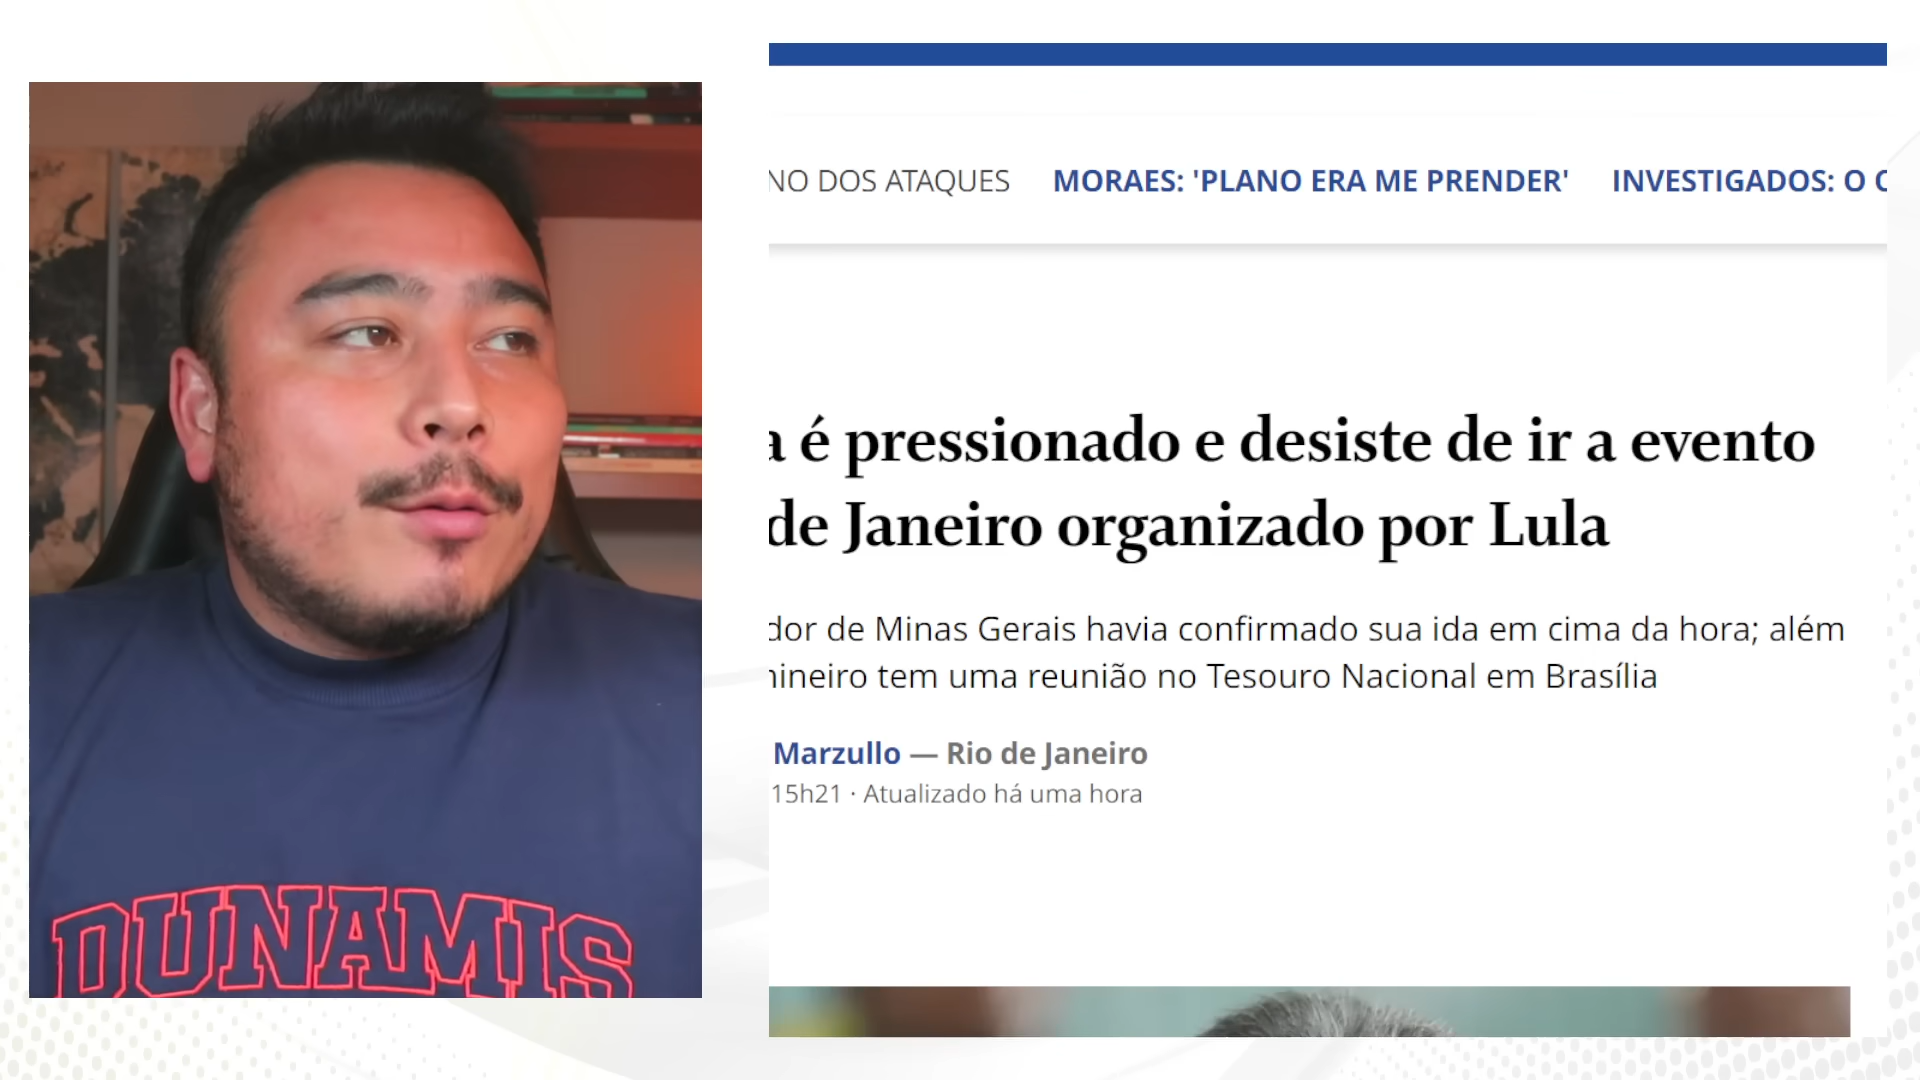 DUNAMIS
NO DOS ATAQUES MORAES: 'PLANO ERA ME PRENDER' INVESTIGADOS: O
a é pressionado e desiste de ir a evento
de Janeiro organizado por Lula
dor de Minas Gerais havia confirmado sua ida em cima da hora; além
mineiro tem uma reunião no Tesouro Nacional em Brasília
Marzullo — Rio de Janeiro
15h21 · Atualizado há uma hora